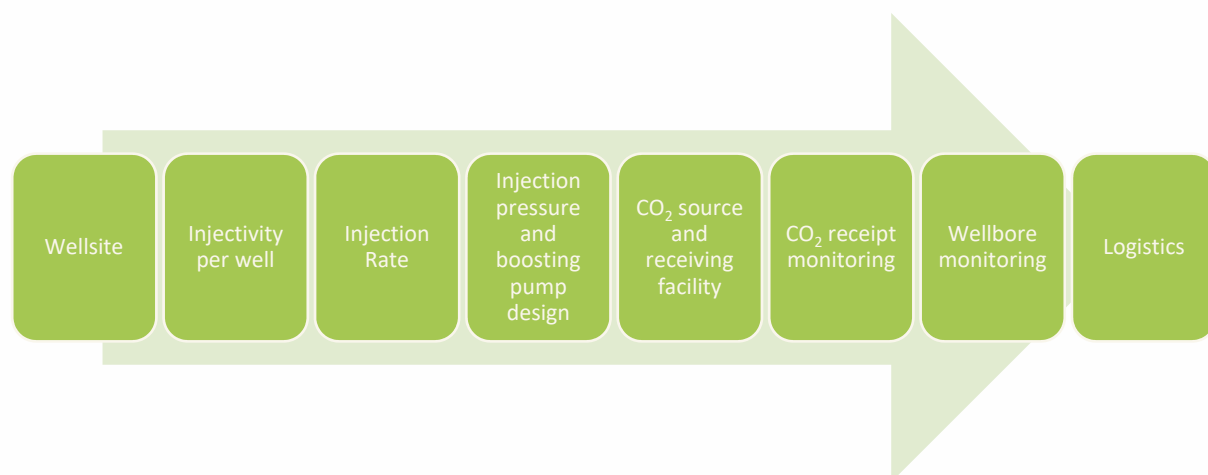 Wellsite
Injectivity
per well
Injection
Rate
Injection
pressure
and
boosting
pump
design
CO₂ source
and
receiving
facility
CO₂ receipt
monitoring
Wellbore
monitoring
Logistics